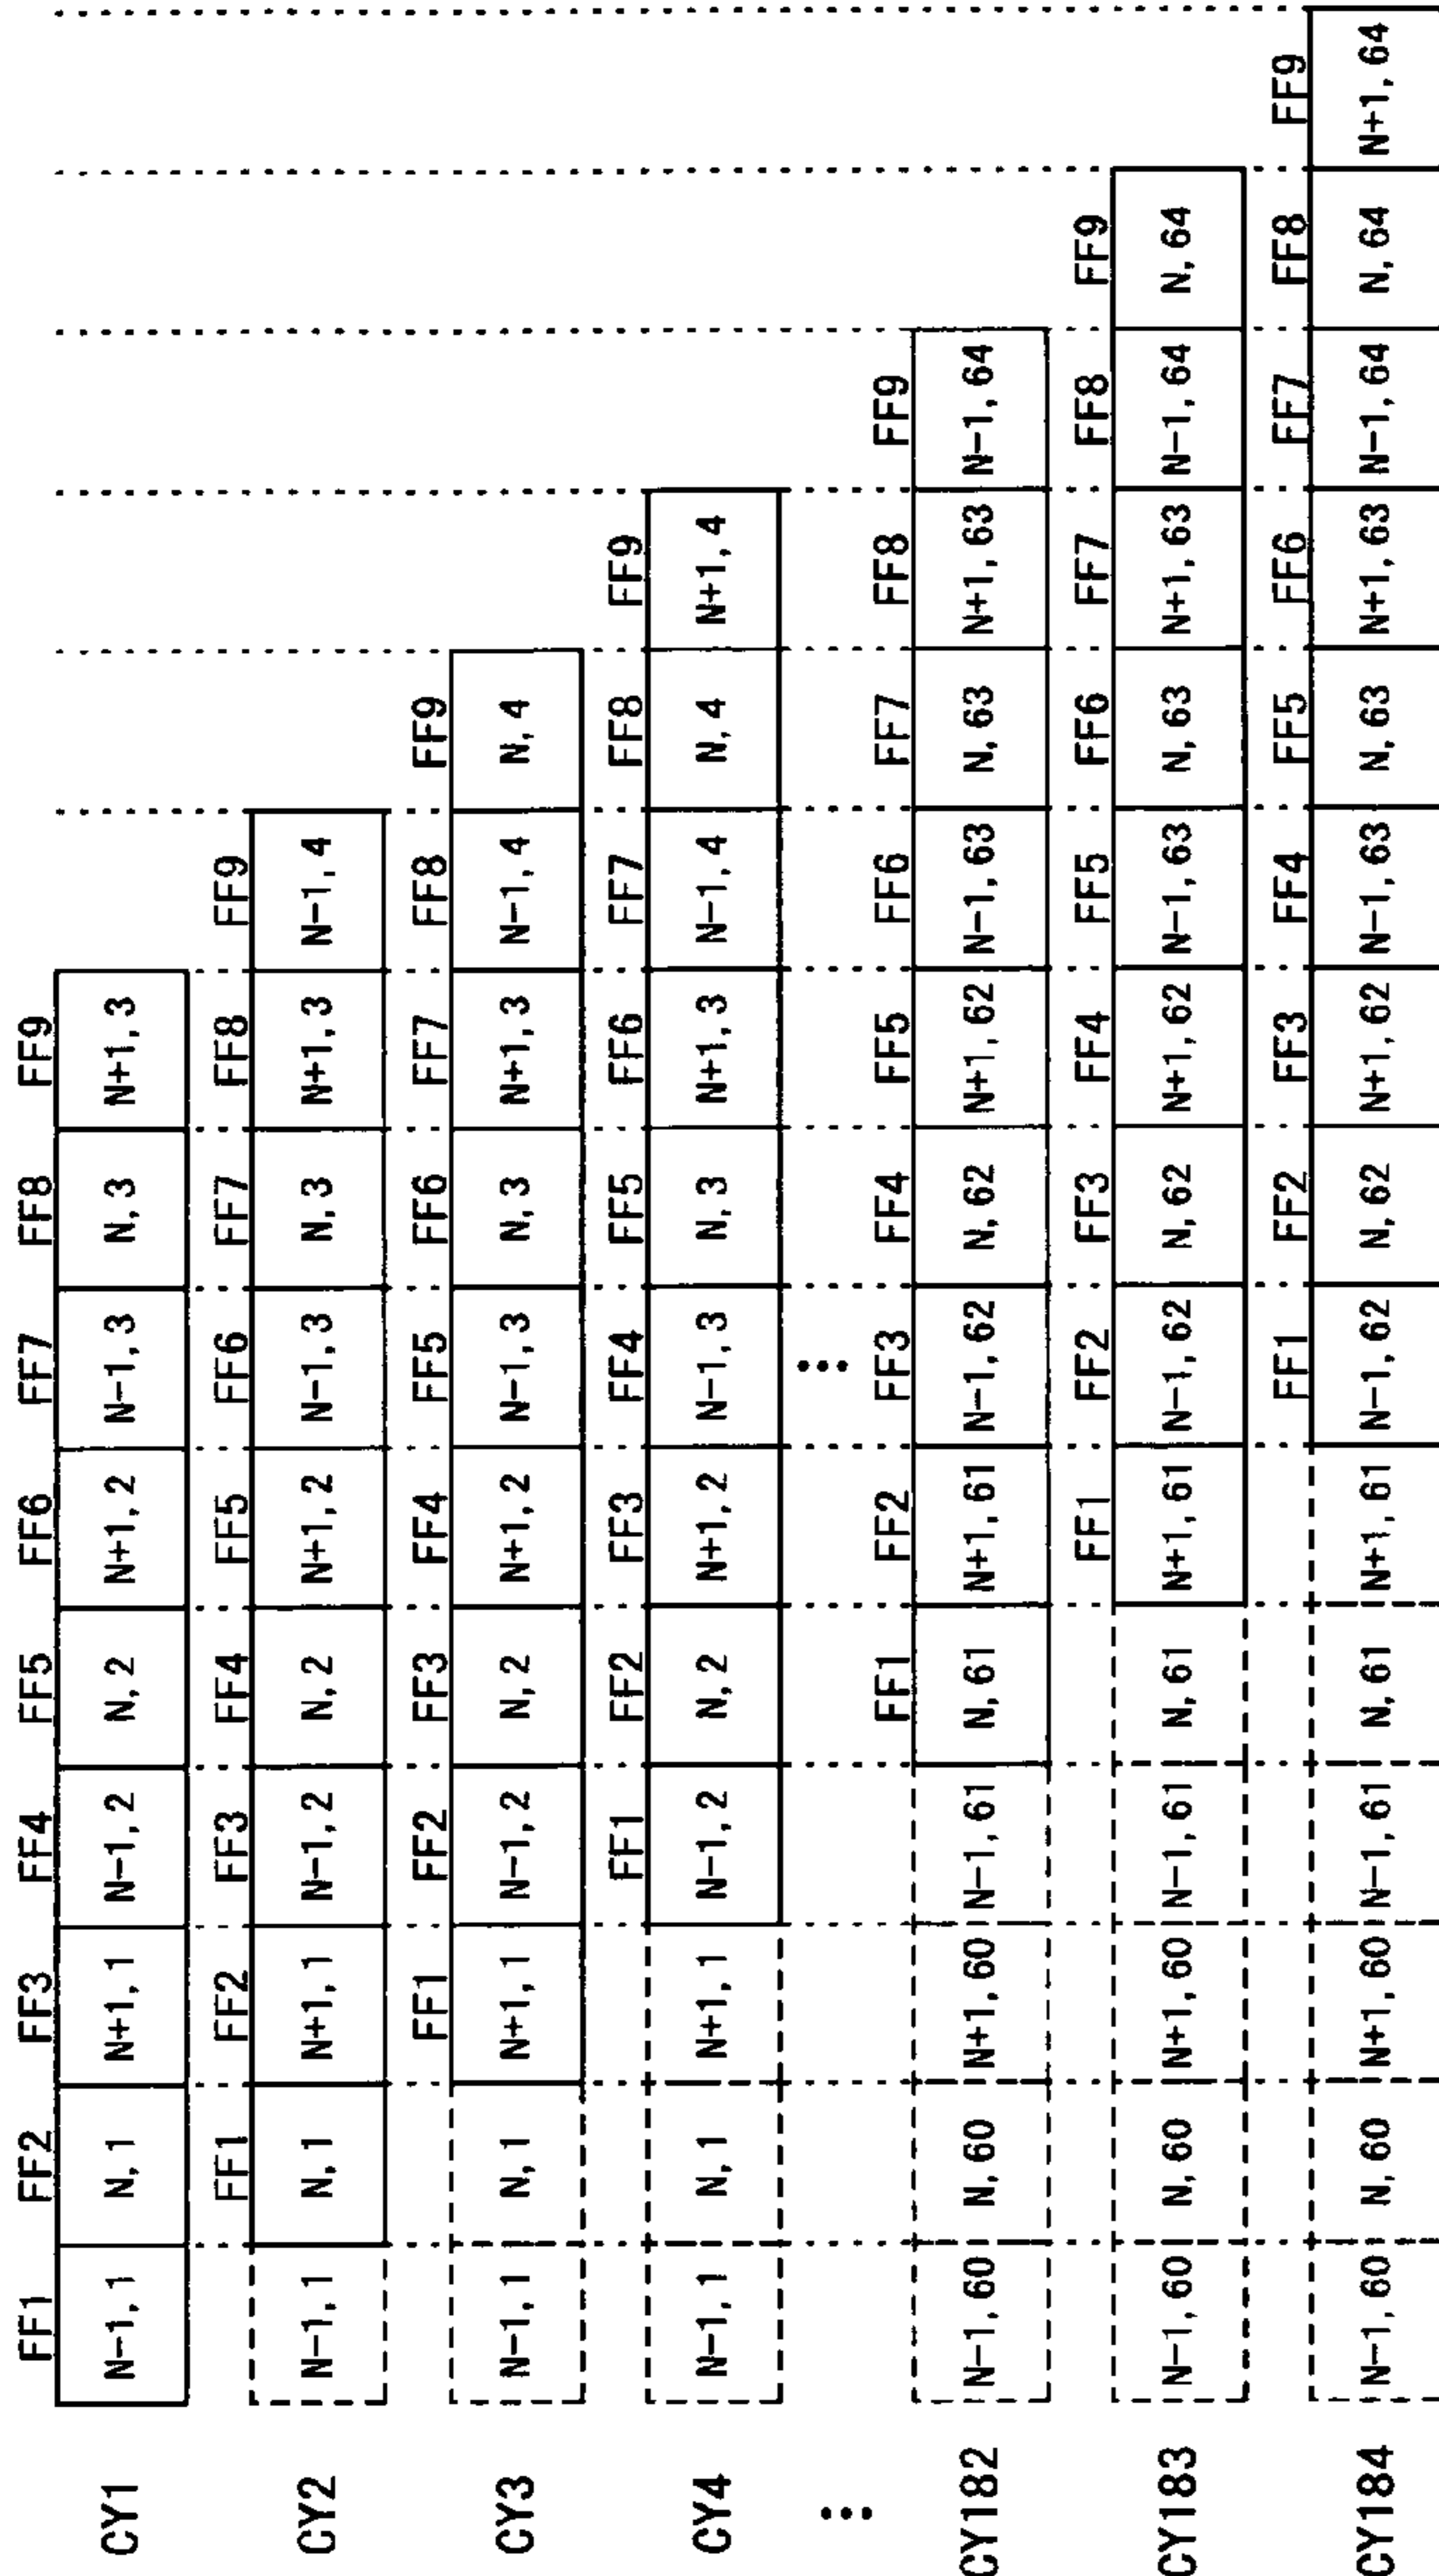 FF1 FF2 FF3 FF4 FF5 FF6 FF7 FF8 FF9
CY1 N-1,1 N,1 N+1,1 N-1,2 N,2 N+1,2 N-1,3 N,3 N+1,3
FF1 FF2 FF3 FF4 FF5 FF6 FF7 FF8 FF9
CY2 N-1,1 N,1 N+1,1 N-1,2 N,2 N+1,2 N-1,3 N,3 N+1,3 N-1,4
FF1 FF2 FF3 FF4 FF5 FF6 FF7 FF8 FF9
CY3 N-1,1 N,1 N+1,1 N-1,2 N,2 N+1,2 N-1,3 N,3 N+1,3 N-1,4 N,4
FF1 FF2 FF3 FF4 FF5 FF6 FF7 FF8 FF9
CY4 N-1,1 N,1 N+1,1 N-1,2 N,2 N+1,2 N-1,3 N,3 N+1,3 N-1,4 N,4 N+1,4
... ...
FF1 FF2 FF3 FF4 FF5 FF6 FF7 FF8 FF9
CY182 N-1,60 N,60 N+1,60 N-1,61 N,61 N+1,61 N-1,62 N,62 N+1,62 N-1,63 N,63 N+1,63 N-1,64
FF1 FF2 FF3 FF4 FF5 FF6 FF7 FF8 FF9
CY183 N-1,60 N,60 N+1,60 N-1,61 N,61 N+1,61 N-1,62 N,62 N+1,62 N-1,63 N,63 N+1,63 N-1,64 N,64
FF1 FF2 FF3 FF4 FF5 FF6 FF7 FF8 FF9
CY184 N-1,60 N,60 N+1,60 N-1,61 N,61 N+1,61 N-1,62 N,62 N+1,62 N-1,63 N,63 N+1,63 N-1,64 N,64 N+1,64